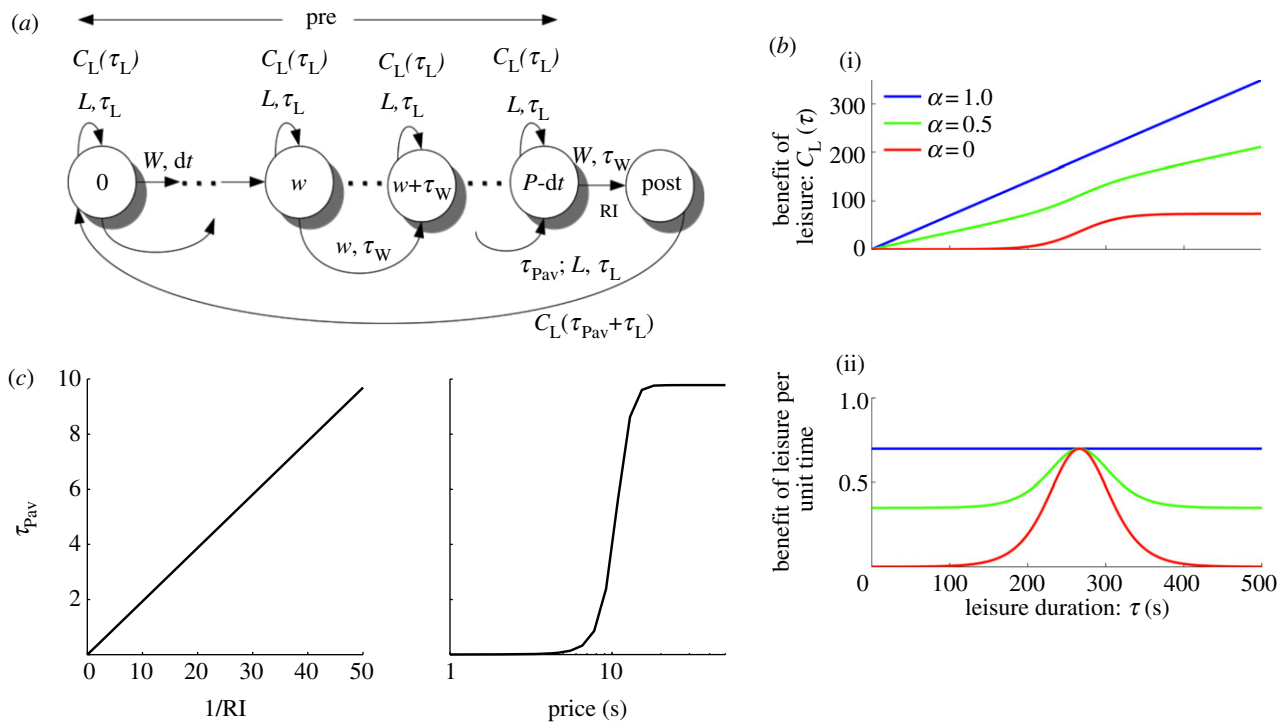 (a)
pre
C_L(τ_L) C_L(τ_L) C_L(τ_L) C_L(τ_L)
L, τ_L L, τ_L L, τ_L L, τ_L
W, dt W, τ_W
0 w w+τ_W P-dt post
RI
w, τ_W
τ_Pav; L, τ_L
C_L(τ_Pav+τ_L)
(b)
(i)
benefit of
leisure: C_L (τ)
300
200
100
0
α = 1.0
α = 0.5
α = 0
(ii)
benefit of leisure per
unit time
1.0
0.5
0 100 200 300 400 500
leisure duration: τ (s)
(c)
τ_Pav
10
8
6
4
2
0 10 20 30 40 50
1/RI
1 10
price (s)